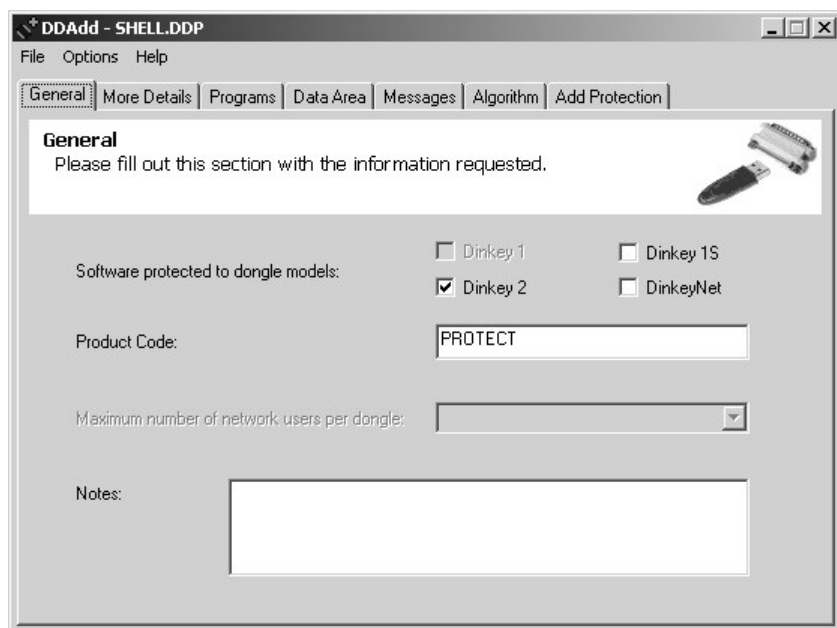 DDAdd - SHELL.DDP
File Options Help
General More Details Programs Data Area Messages Algorithm Add Protection
General
Please fill out this section with the information requested.
Software protected to dongle models:
Dinkey 1 Dinkey 1S
Dinkey 2 DinkeyNet
Product Code: PROTECT
Maximum number of network users per dongle:
Notes: